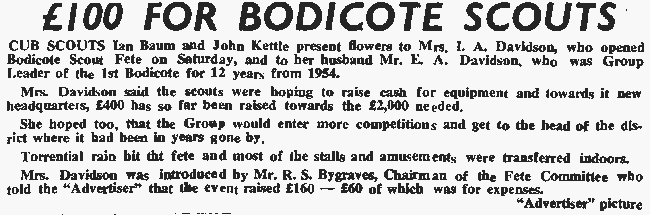 £100 FOR BODICOTE SCOUTS
CUB SCOUTS Ian Baum and John Kettle present flowers to Mrs. I. A. Davidson, who opened
Bodicote Scout Fete on Saturday, and to her husband Mr. E. A. Davidson, who was Group
Leader of the 1st Bodicote for 12 years from 1954.
Mrs. Davidson said the scouts were hoping to raise cash for equipment and towards it new
headquarters, £400 has so far been raised towards the £2,000 needed.
She hoped too, that the Group would enter more competitions and get to the head of the dis-
rict where it had been in years gone by.
Torrential rain hit tht fete and most of the stalls and amusements were transferred indoors.
Mrs. Davidson was introduced by Mr. R. S. Bygraves, Chairman of the Fete Committee who
told the “Advertiser” that the event raised £160 — £60 of which was for expenses.
“Advertiser” picture